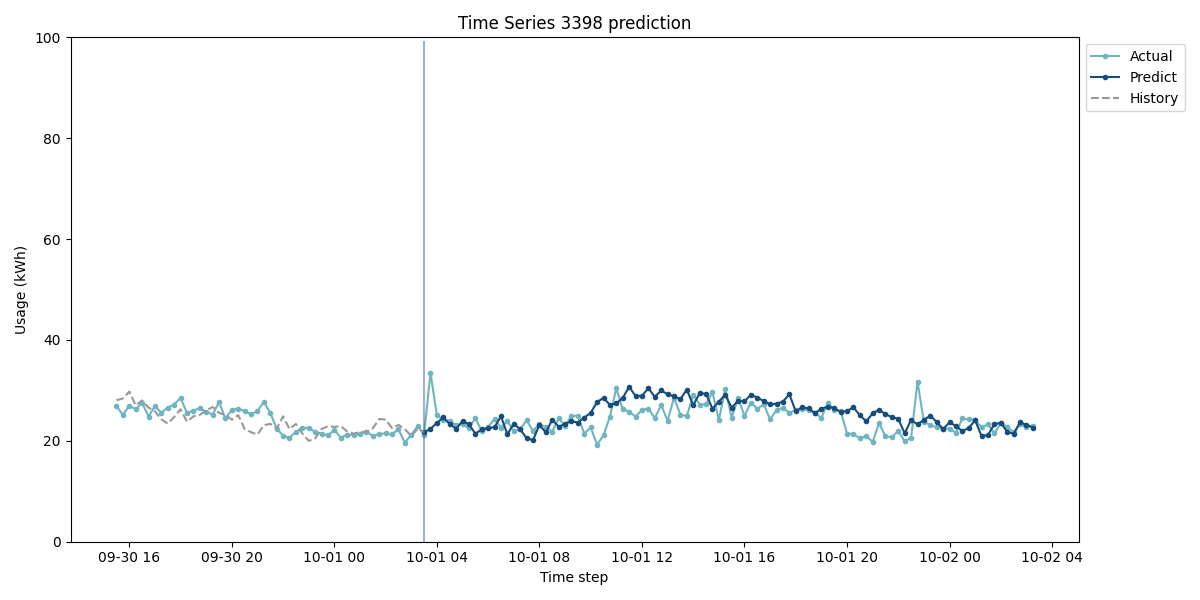 Time Series 3398 prediction
100
80
60
40
20
0
Usage (kWh)
09-30 16
09-30 20
10-01 00
10-01 04
10-01 08
10-01 12
10-01 16
10-01 20
10-02 00
10-02 04
Time step
Actual
Predict
History